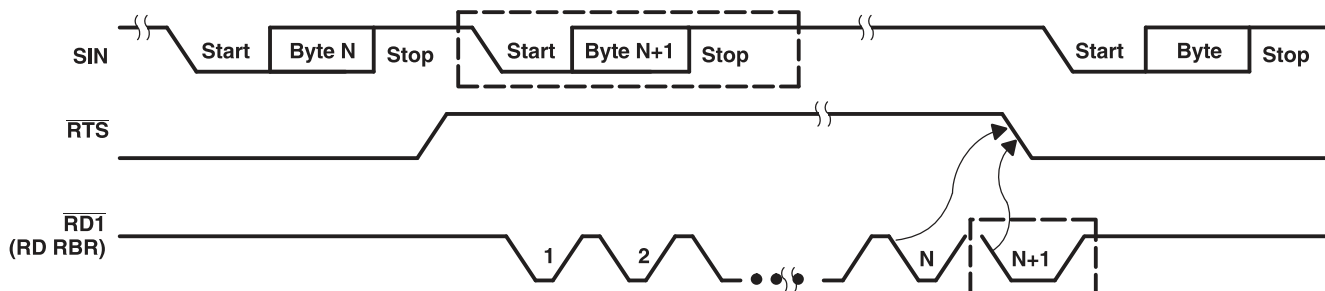 SIN Start Byte N Stop Start Byte N+1 Stop Start Byte Stop
RTS
RD1
(RD RBR)
1 2 N N+1